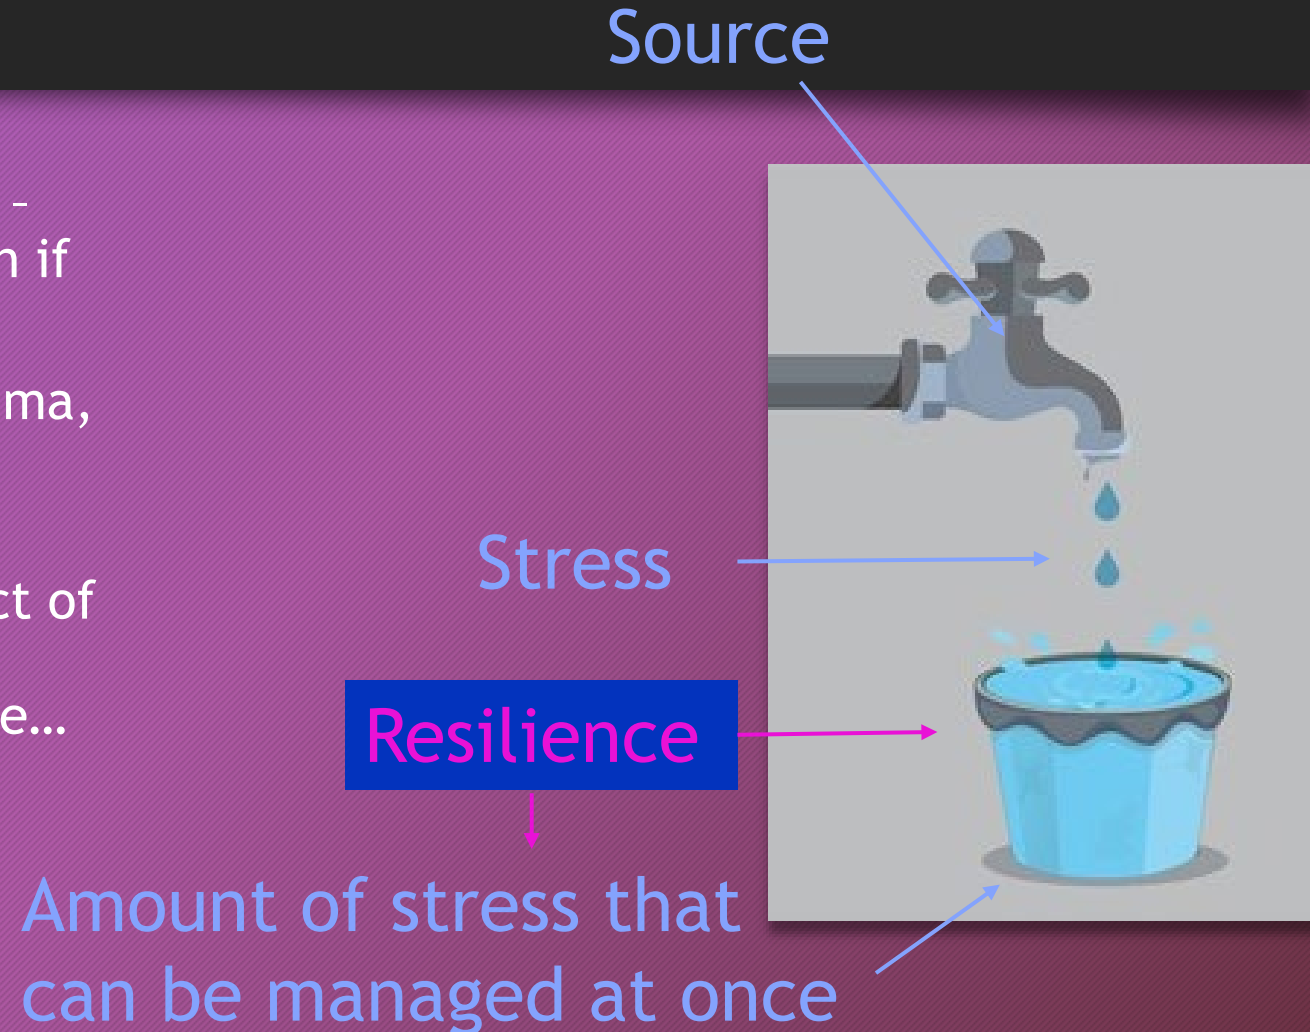 Source
–
n if
ma,
ct of
e…
Stress
Resilience
Amount of stress that
can be managed at once